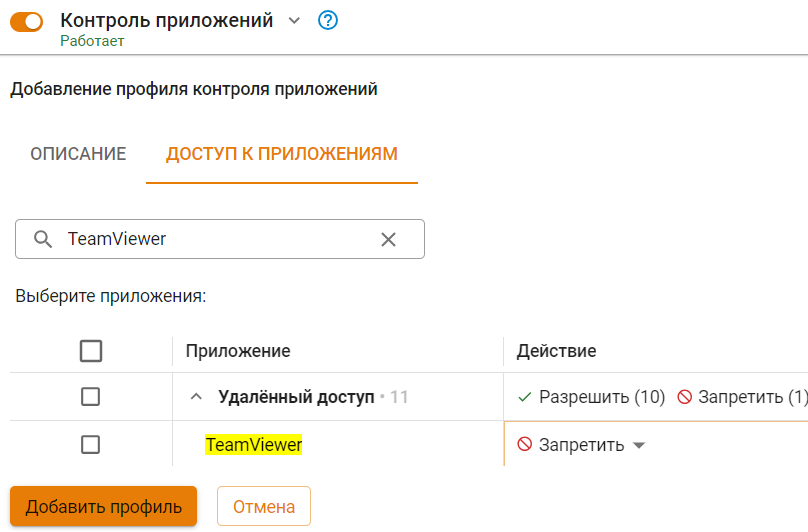 Контроль приложений
Работает
Добавление профиля контроля приложений
ОПИСАНИЕ ДОСТУП К ПРИЛОЖЕНИЯМ
TeamViewer
Выберите приложения:
Приложение Действие
Удалённый доступ • 11 Разрешить (10) Запретить (1)
TeamViewer Запретить
Добавить профиль Отмена